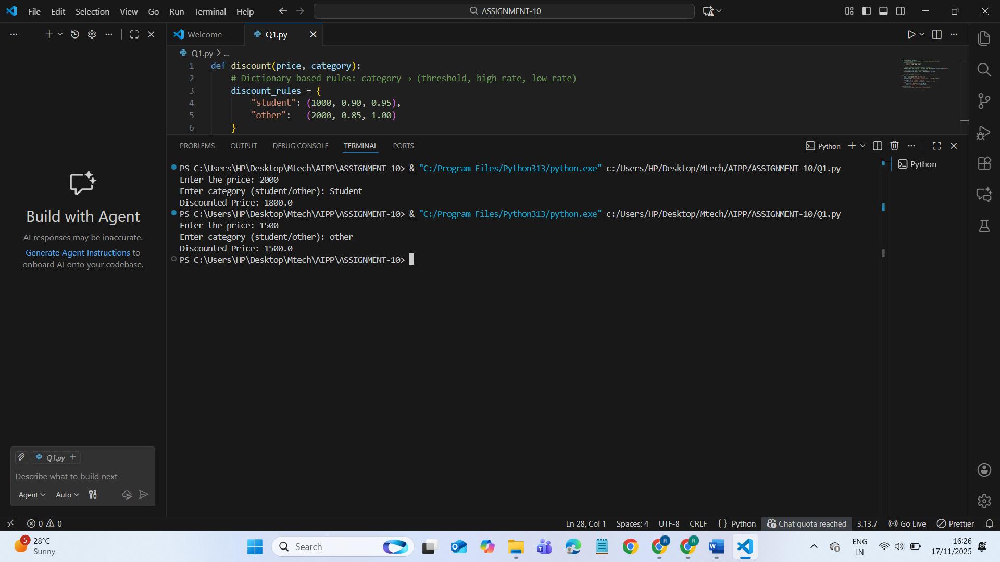 File Edit Selection View Go Run Terminal Help
ASSIGNMENT-10
Welcome
Q1.py
Q1.py > ...
1 def discount(price, category):
2 # Dictionary-based rules: category → (threshold, high_rate, low_rate)
3 discount_rules = {
4 "student": (1000, 0.90, 0.95),
5 "other": (2000, 0.85, 1.00)
6 }
PROBLEMS OUTPUT DEBUG CONSOLE TERMINAL PORTS
Python
PS C:\Users\HP\Desktop\Mtech\AIPP\ASSIGNMENT-10> & "C:/Program Files/Python313/python.exe" c:/Users/HP/Desktop/Mtech/AIPP/ASSIGNMENT-10/Q1.py
Enter the price: 2000
Enter category (student/other): Student
Discounted Price: 1800.0
PS C:\Users\HP\Desktop\Mtech\AIPP\ASSIGNMENT-10> & "C:/Program Files/Python313/python.exe" c:/Users/HP/Desktop/Mtech/AIPP/ASSIGNMENT-10/Q1.py
Enter the price: 1500
Enter category (student/other): other
Discounted Price: 1500.0
PS C:\Users\HP\Desktop\Mtech\AIPP\ASSIGNMENT-10>
Python
Build with Agent
AI responses may be inaccurate.
Generate Agent Instructions to
onboard AI onto your codebase.
Q1.py
Describe what to build next
Agent Auto
0 0
Ln 28, Col 1 Spaces: 4 UTF-8 CRLF { } Python Chat quota reached 3.13.7 Go Live Prettier
5
28°C
Sunny
Search
R
R
ENG
IN
16:26
17/11/2025